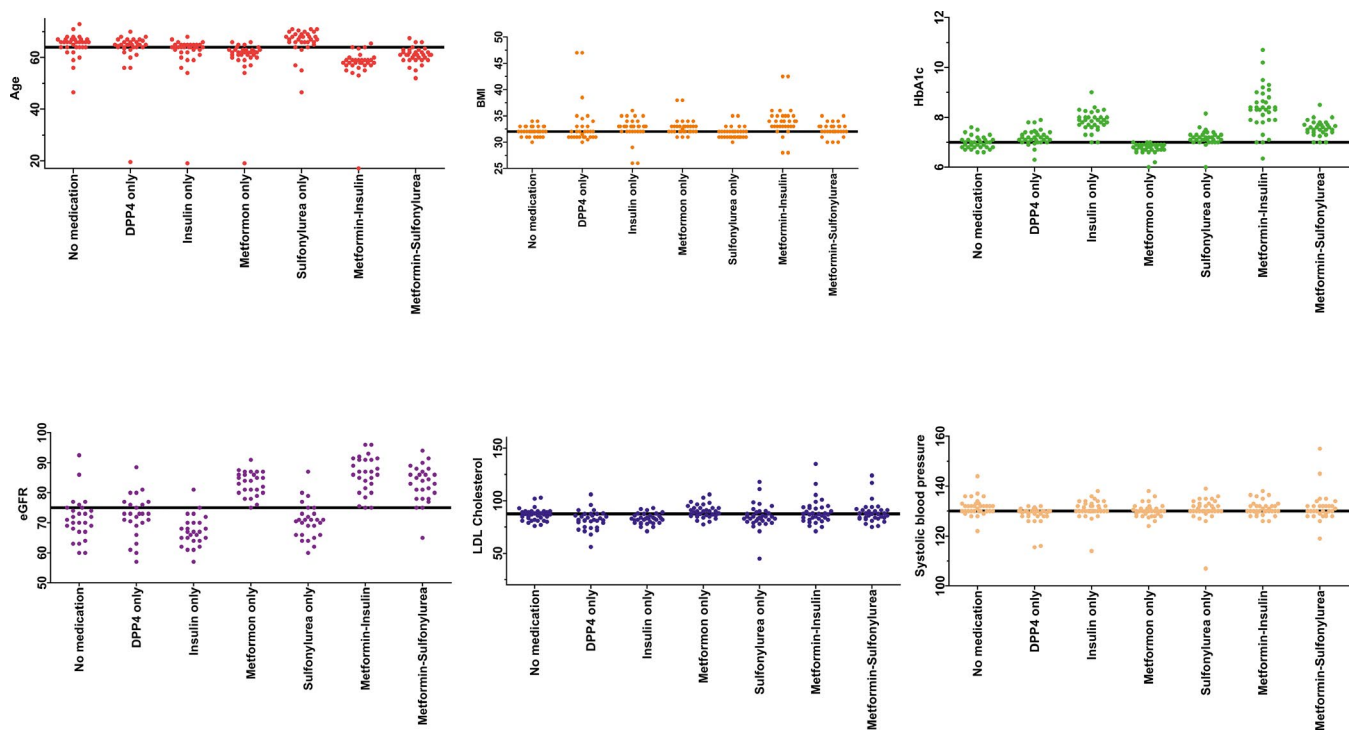 Age
60
40
20
No medication
DPP4 only
Insulin only
Metformon only
Sulfonylurea only
Metformin-Insulin
Metformin-Sulfonylurea
BMI
50
45
40
35
30
25
No medication
DPP4 only
Insulin only
Metformon only
Sulfonylurea only
Metformin-Insulin
Metformin-Sulfonylurea
HbA1c
12
10
8
6
No medication
DPP4 only
Insulin only
Metformon only
Sulfonylurea only
Metformin-Insulin
Metformin-Sulfonylurea
eGFR
100
90
80
70
60
50
No medication
DPP4 only
Insulin only
Metformon only
Sulfonylurea only
Metformin-Insulin
Metformin-Sulfonylurea
LDL Cholesterol
150
100
50
No medication
DPP4 only
Insulin only
Metformon only
Sulfonylurea only
Metformin-Insulin
Metformin-Sulfonylurea
Systolic blood pressure
160
140
120
100
No medication
DPP4 only
Insulin only
Metformon only
Sulfonylurea only
Metformin-Insulin
Metformin-Sulfonylurea